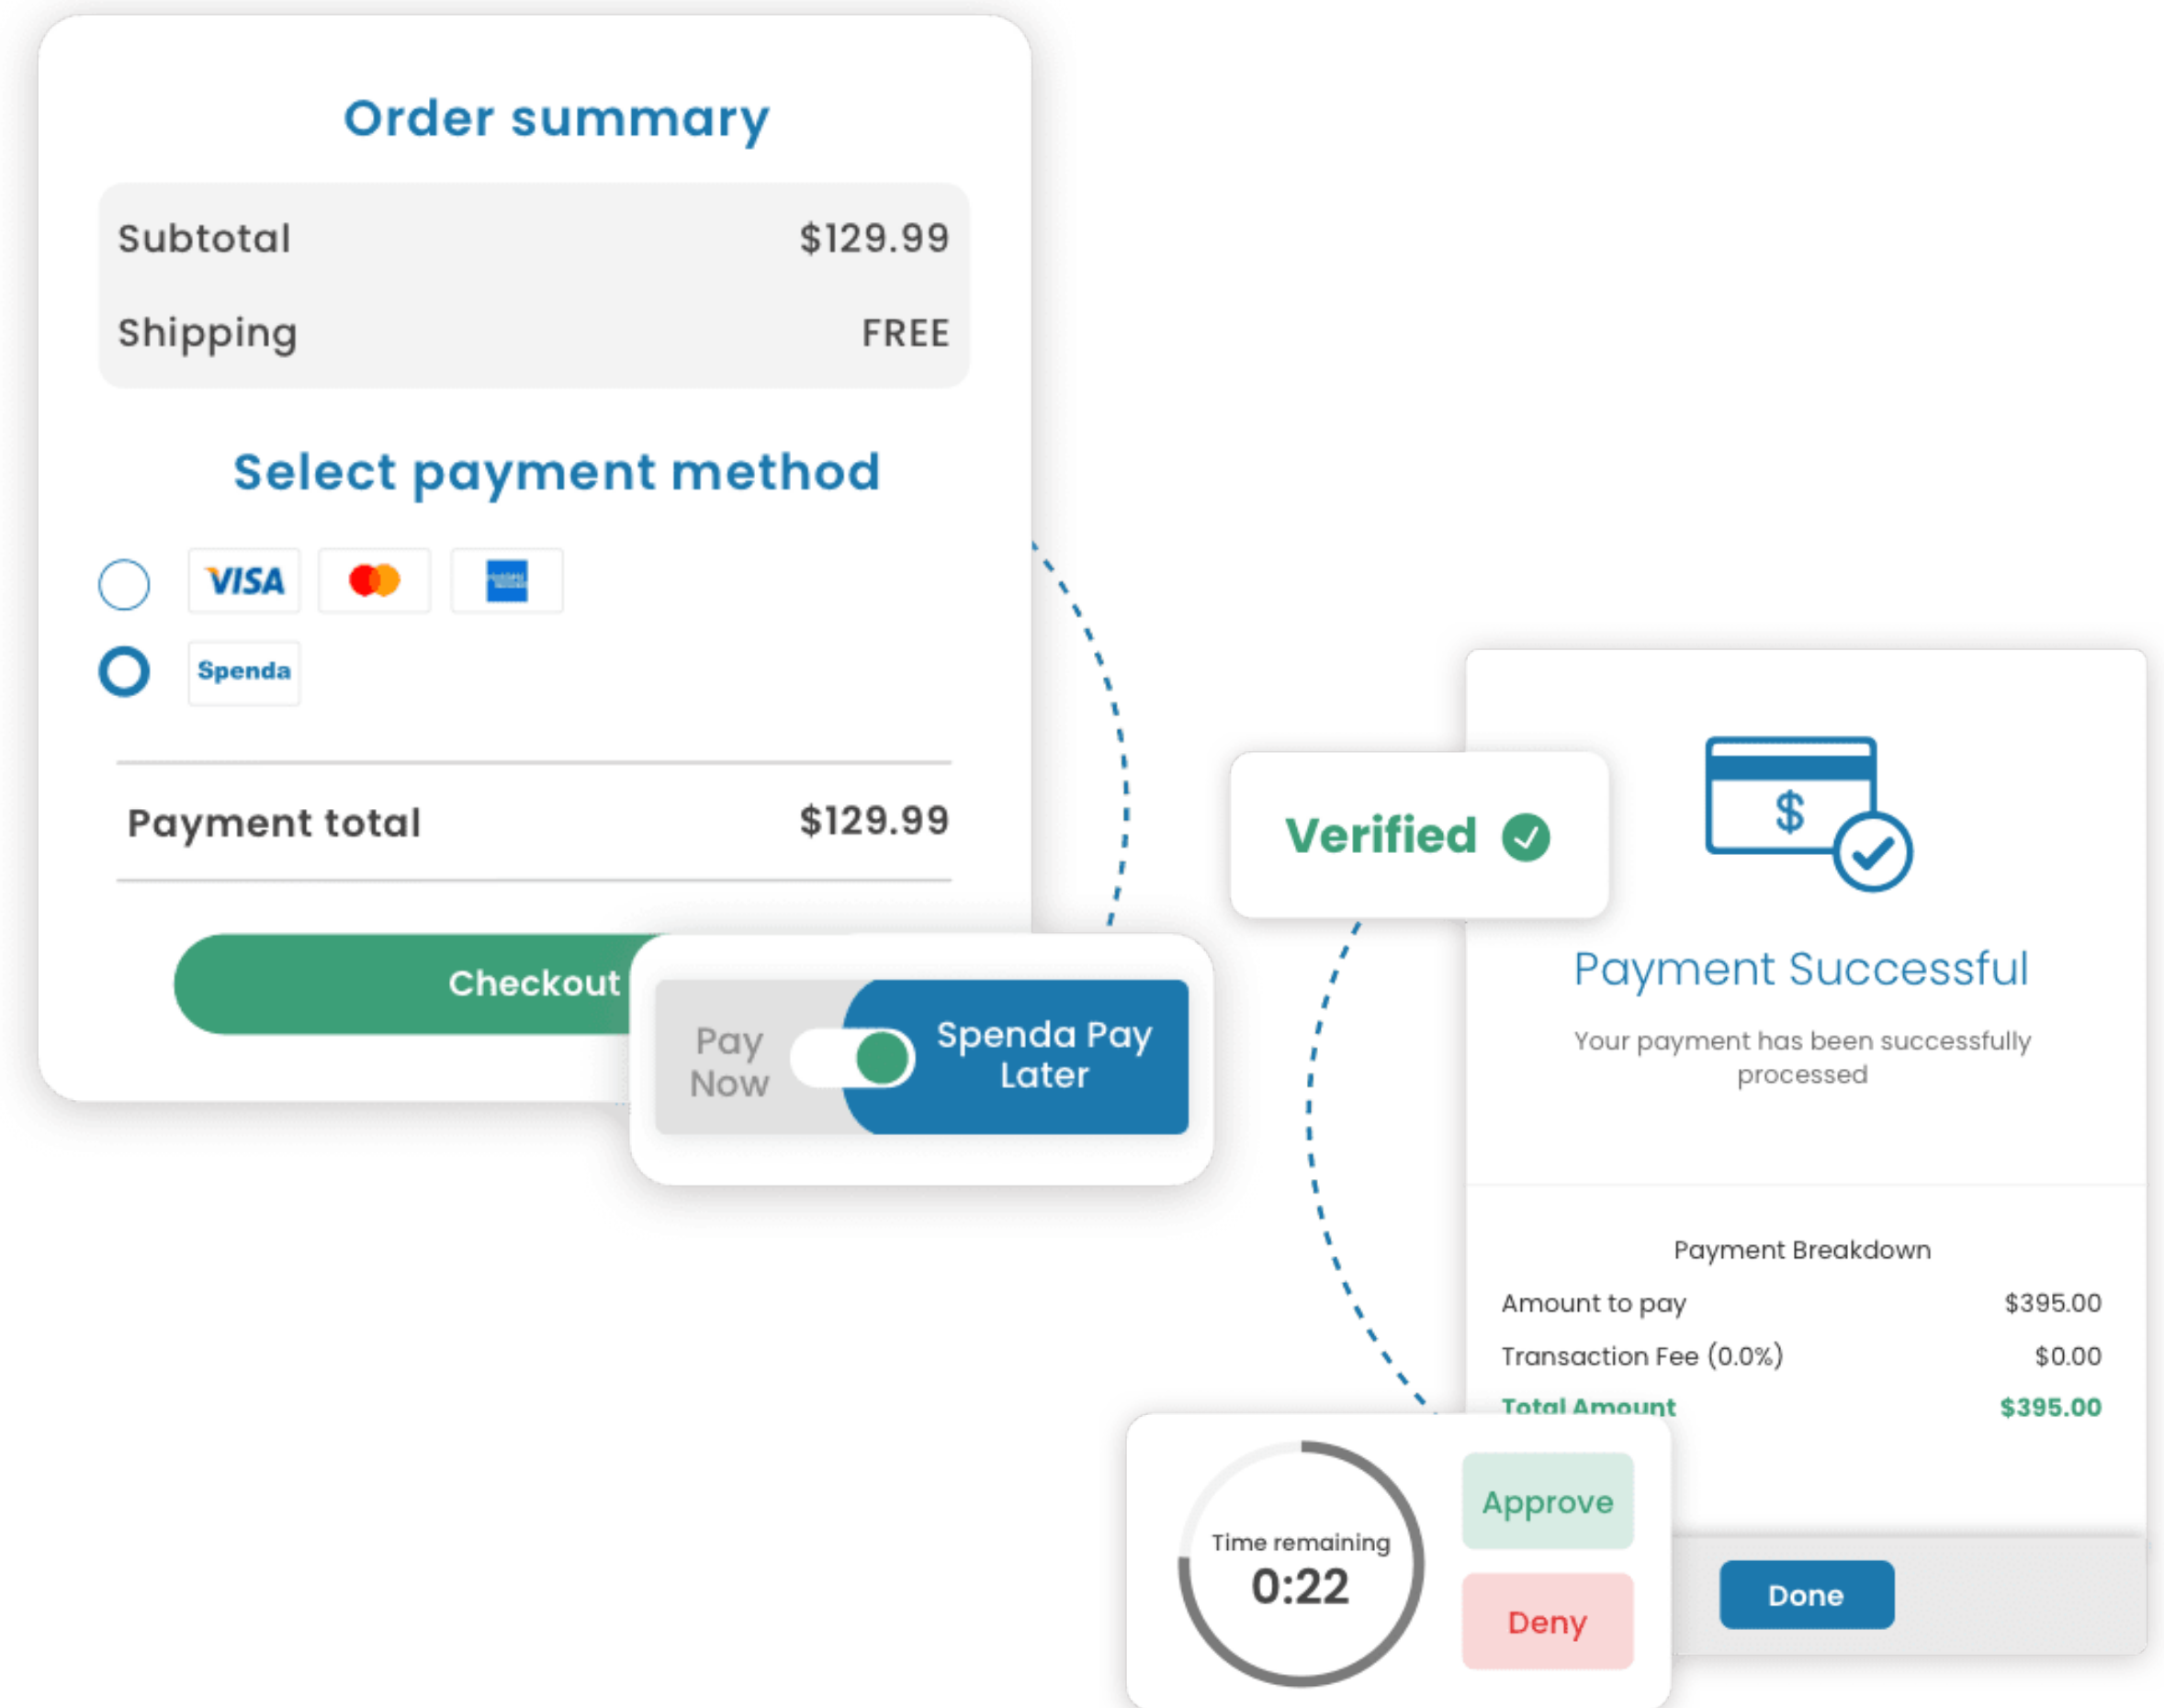 Order summary
Subtotal $129.99
Shipping FREE
Select payment method
VISA
Spenda
Payment total $129.99
Checkout
Pay
Now
Spenda Pay
Later
Verified
$
Payment Successful
Your payment has been successfully
processed
Payment Breakdown
Amount to pay $395.00
Transaction Fee (0.0%) $0.00
Total Amount $395.00
Time remaining
0:22
Approve
Deny
Done